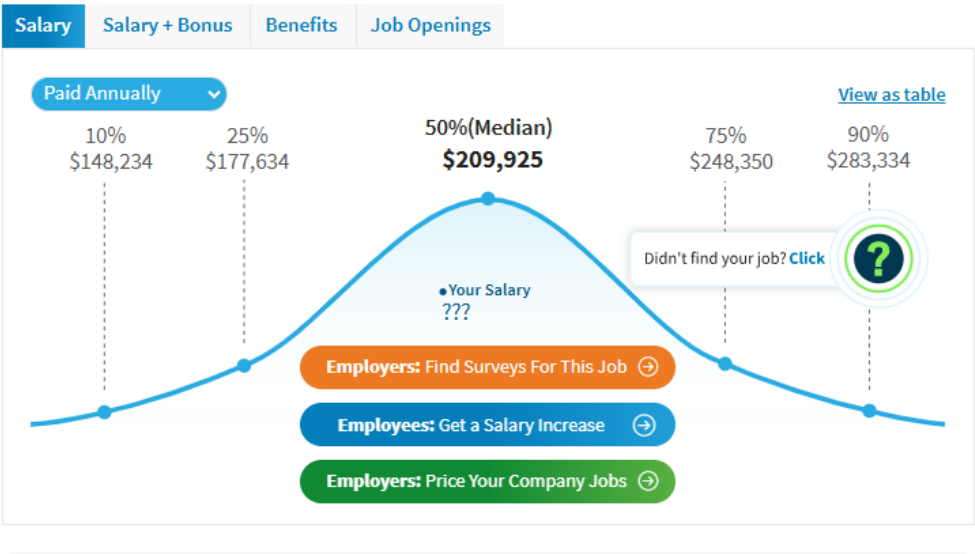 Salary Salary + Bonus Benefits Job Openings
Paid Annually
View as table
10%
$148,234
25%
$177,634
50%(Median)
$209,925
75%
$248,350
90%
$283,334
Didn't find your job? Click
?
Your Salary
???
Employers: Find Surveys For This Job
Employees: Get a Salary Increase
Employers: Price Your Company Jobs